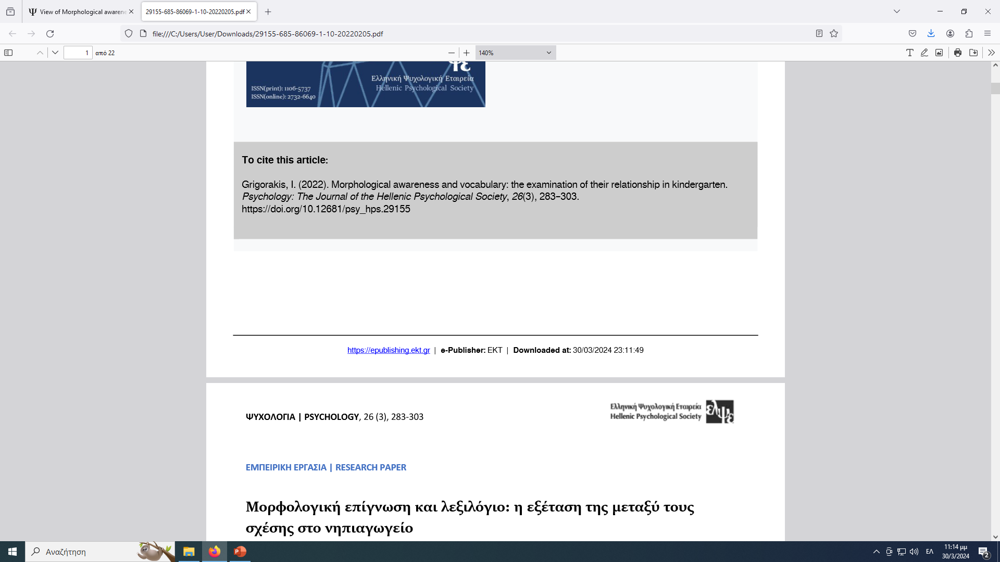 View of Morphological awarene
29155-685-86069-1-10-20220205.pdf
file:///C:/Users/User/Downloads/29155-685-86069-1-10-20220205.pdf
1 από 22
140%
Ψε
Ελληνική Ψυχολογική Εταιρεία
Hellenic Psychological Society
ISSN(print): 1106-5737
ISSN(online): 2732-6640
To cite this article:
Grigorakis, I. (2022). Morphological awareness and vocabulary: the examination of their relationship in kindergarten.
Psychology: The Journal of the Hellenic Psychological Society, 26(3), 283–303.
https://doi.org/10.12681/psy_hps.29155
https://epublishing.ekt.gr | e-Publisher: EKT | Downloaded at: 30/03/2024 23:11:49
ΨΥΧΟΛΟΓΙΑ | PSYCHOLOGY, 26 (3), 283-303
Ελληνική Ψυχολογική Εταιρεία
Hellenic Psychological Society
ελψε
ΕΜΠΕΙΡΙΚΗ ΕΡΓΑΣΙΑ | RESEARCH PAPER
Μορφολογική επίγνωση και λεξιλόγιο: η εξέταση της μεταξύ τους
σχέσης στο νηπιαγωγείο
Αναζήτηση
ΕΛ
11:14 μμ
30/3/2024
2